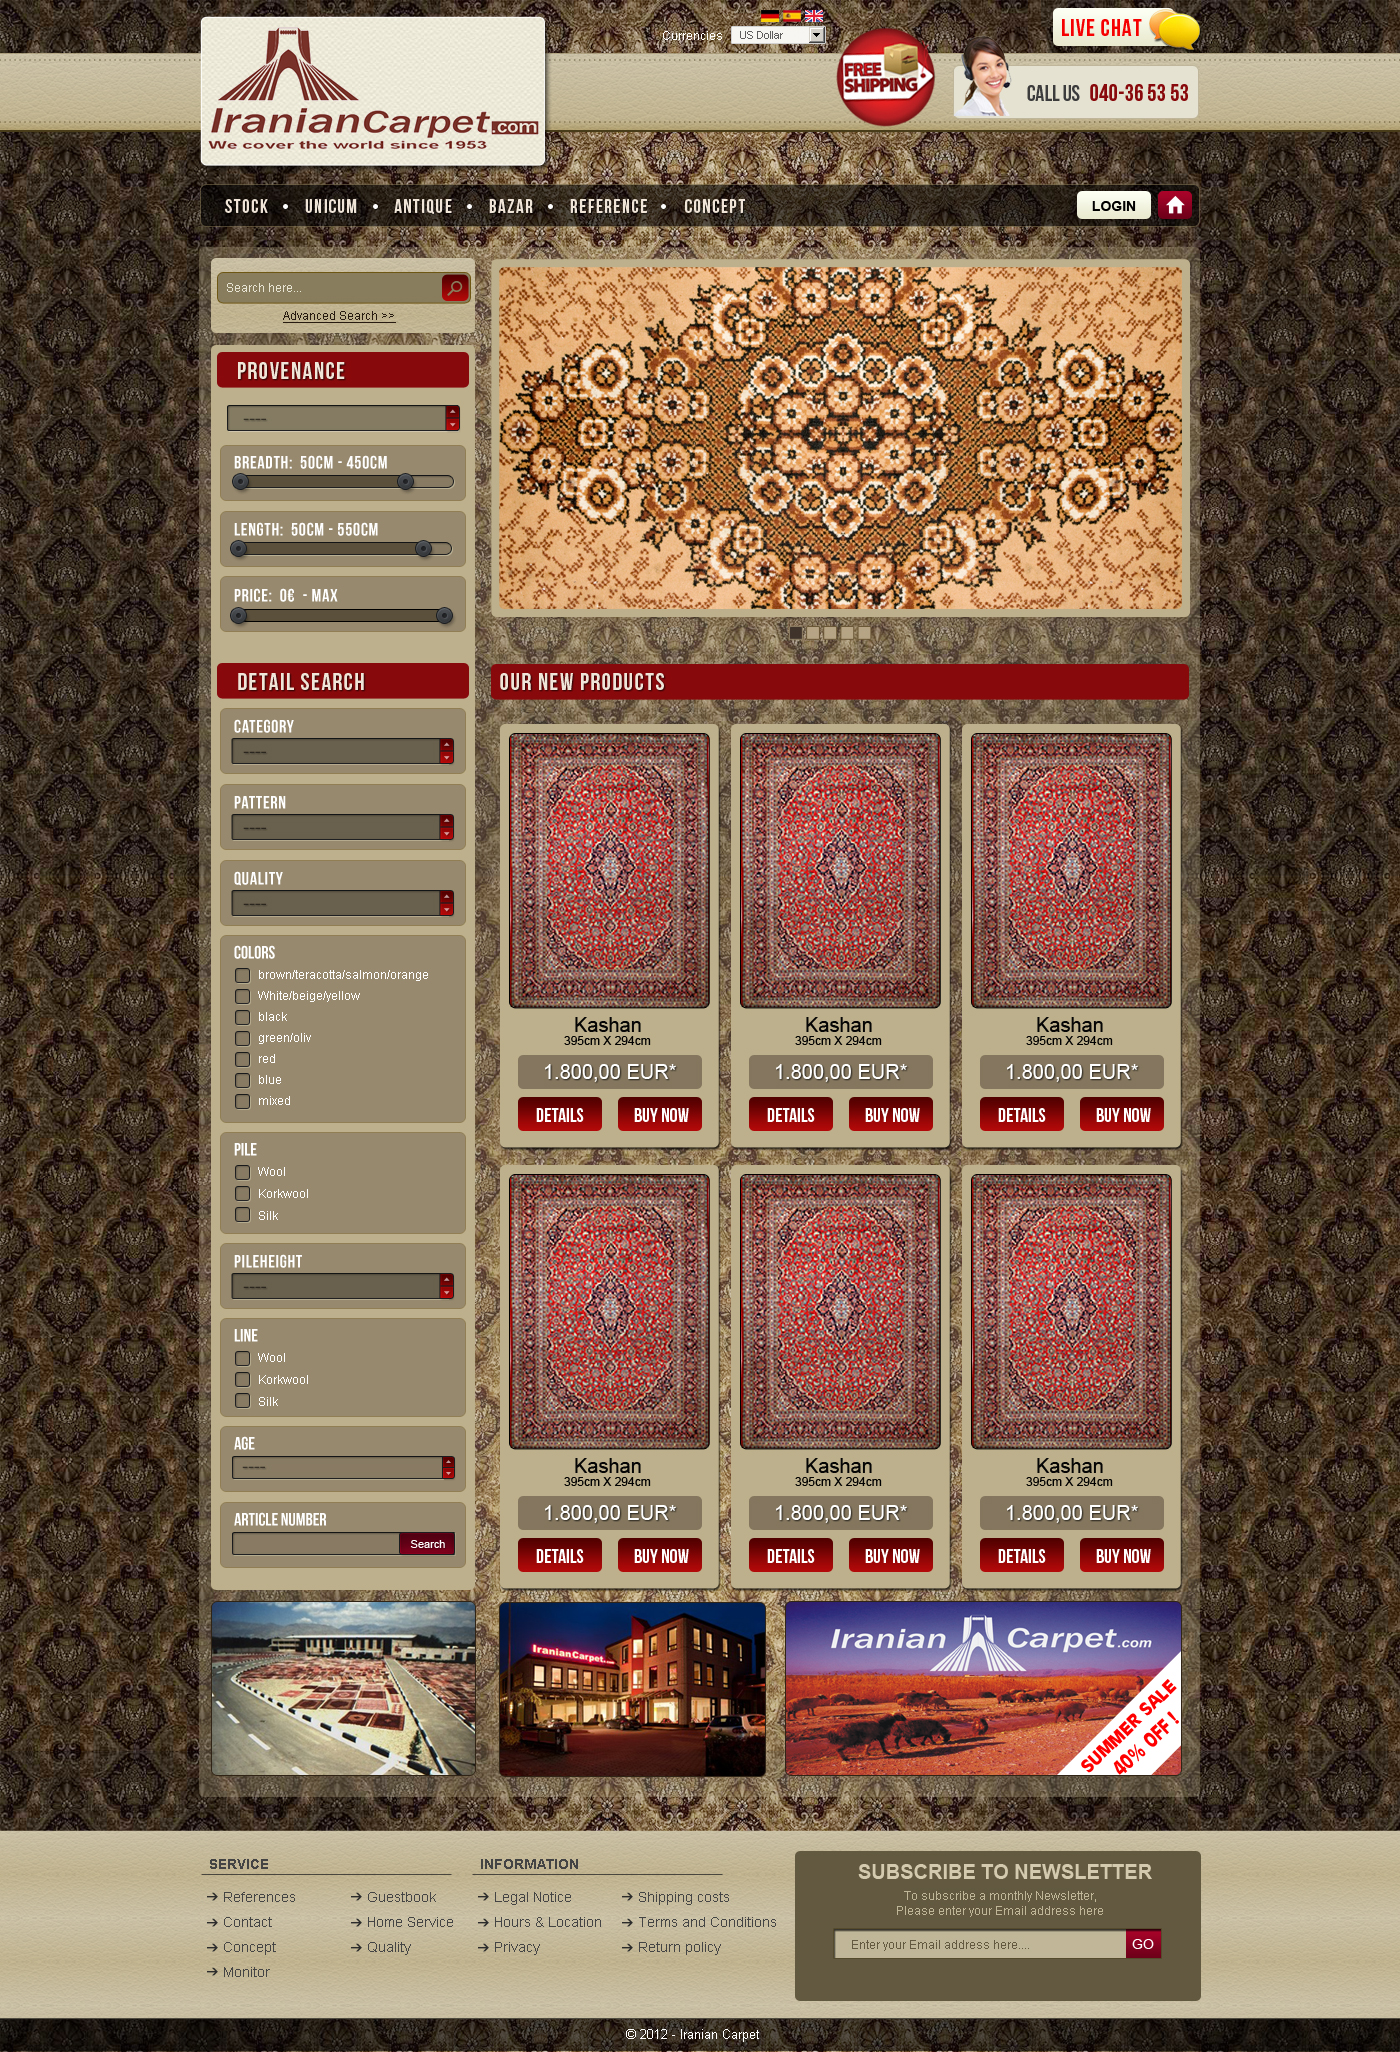 Currencies US Dollar
FREE
SHIPPING
LIVE CHAT
CALL US 040-36 53 53
IranianCarpet.com
We cover the world since 1953
STOCK • UNICUM • ANTIQUE • BAZAR • REFERENCE • CONCEPT
LOGIN
Search here...
Advanced Search >>
PROVENANCE
----
BREADTH: 50CM - 450CM
LENGTH: 50CM - 550CM
PRICE: 0€ - MAX
DETAIL SEARCH
CATEGORY
----
PATTERN
----
QUALITY
----
COLORS
brown/teracotta/salmon/orange
White/beige/yellow
black
green/oliv
red
blue
mixed
PILE
Wool
Korkwool
Silk
PILEHEIGHT
----
LINE
Wool
Korkwool
Silk
AGE
----
ARTICLE NUMBER
Search
OUR NEW PRODUCTS
Kashan Kashan Kashan
395cm X 294cm 395cm X 294cm 395cm X 294cm
1.800,00 EUR* 1.800,00 EUR* 1.800,00 EUR*
DETAILS BUY NOW DETAILS BUY NOW DETAILS BUY NOW
Kashan Kashan Kashan
395cm X 294cm 395cm X 294cm 395cm X 294cm
1.800,00 EUR* 1.800,00 EUR* 1.800,00 EUR*
DETAILS BUY NOW DETAILS BUY NOW DETAILS BUY NOW
IranianCarpet.com
Iranian Carpet.com
SUMMER SALE
40% OFF !
SERVICE
References Guestbook
Contact Home Service
Concept Quality
Monitor
INFORMATION
Legal Notice Shipping costs
Hours & Location Terms and Conditions
Privacy Return policy
SUBSCRIBE TO NEWSLETTER
To subscribe a monthly Newsletter,
Please enter your Email address here
Enter your Email address here....
GO
© 2012 - Iranian Carpet